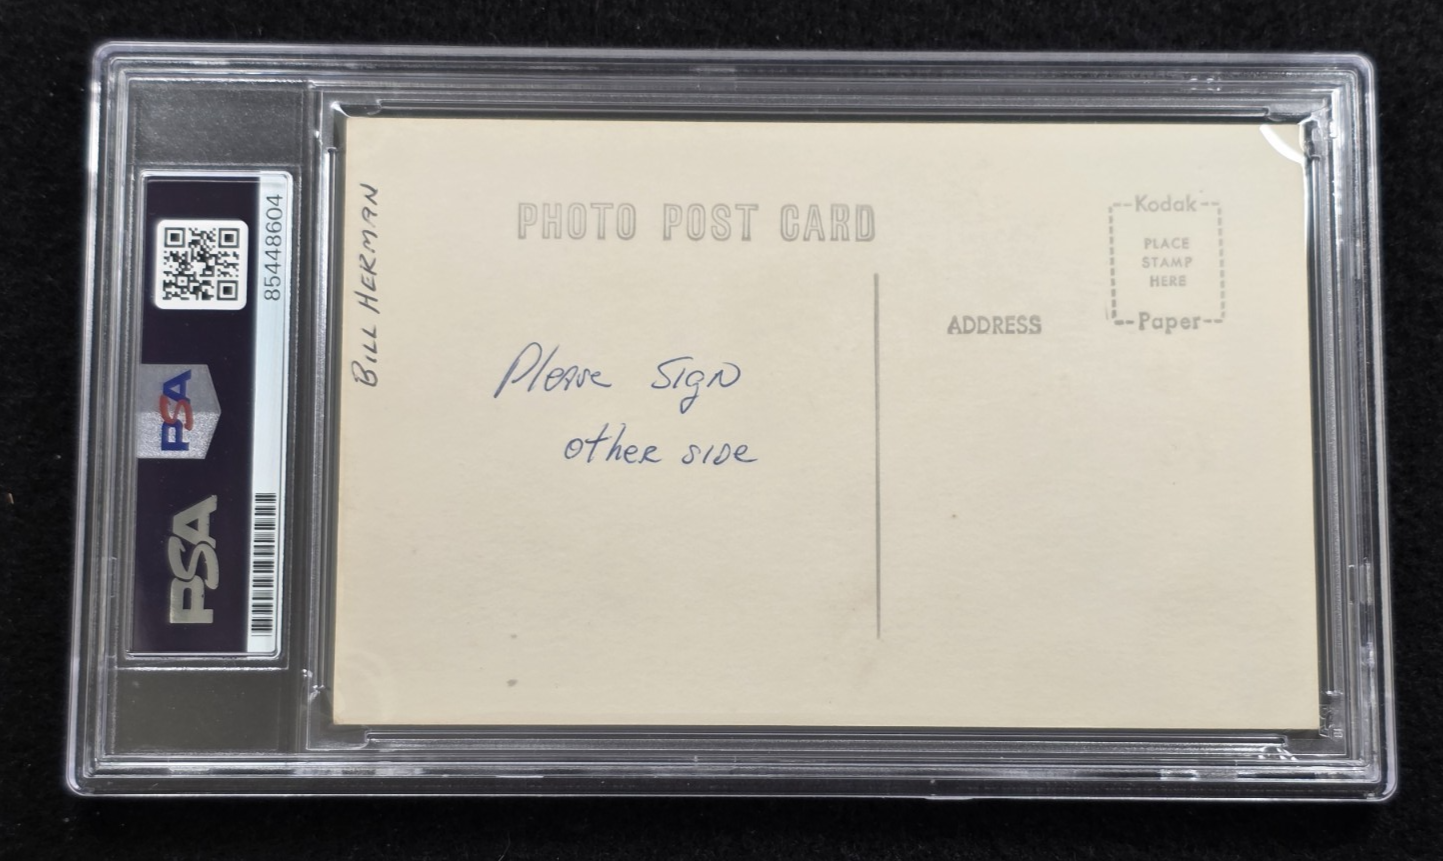 85448604
PSA
PSA
BILL HERMAN
PHOTO POST CARD
Please Sign
other side
ADDRESS
--Kodak--
PLACE
STAMP
HERE
--Paper--